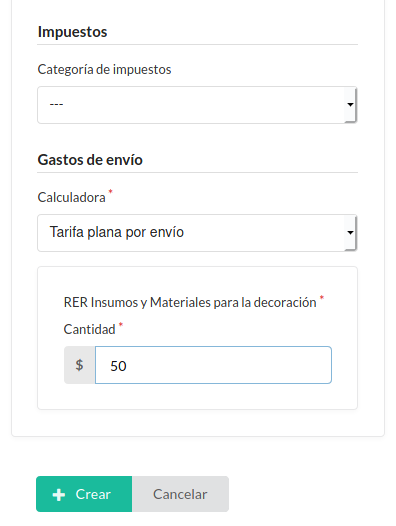 Impuestos
Categoría de impuestos
---
Gastos de envío
Calculadora *
Tarifa plana por envío
RER Insumos y Materiales para la decoración *
Cantidad *
$ 50
Crear Cancelar